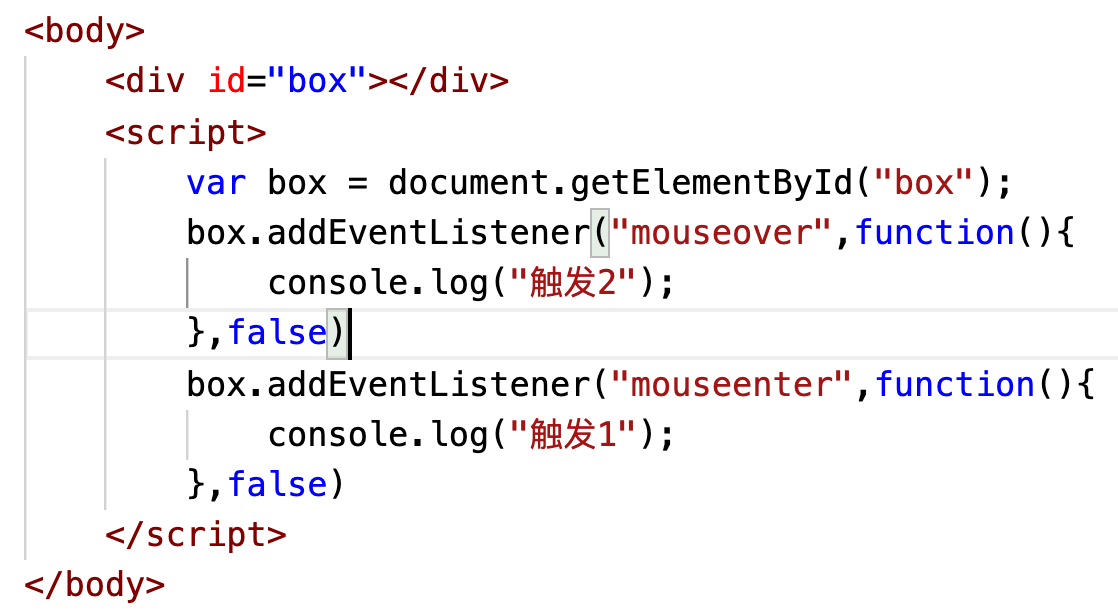 <body>
<div id="box"></div>
<script>
var box = document.getElementById("box");
box.addEventListener("mouseover",function(){
console.log("触发2");
},false)
box.addEventListener("mouseenter",function(){
console.log("触发1");
},false)
</script>
</body>